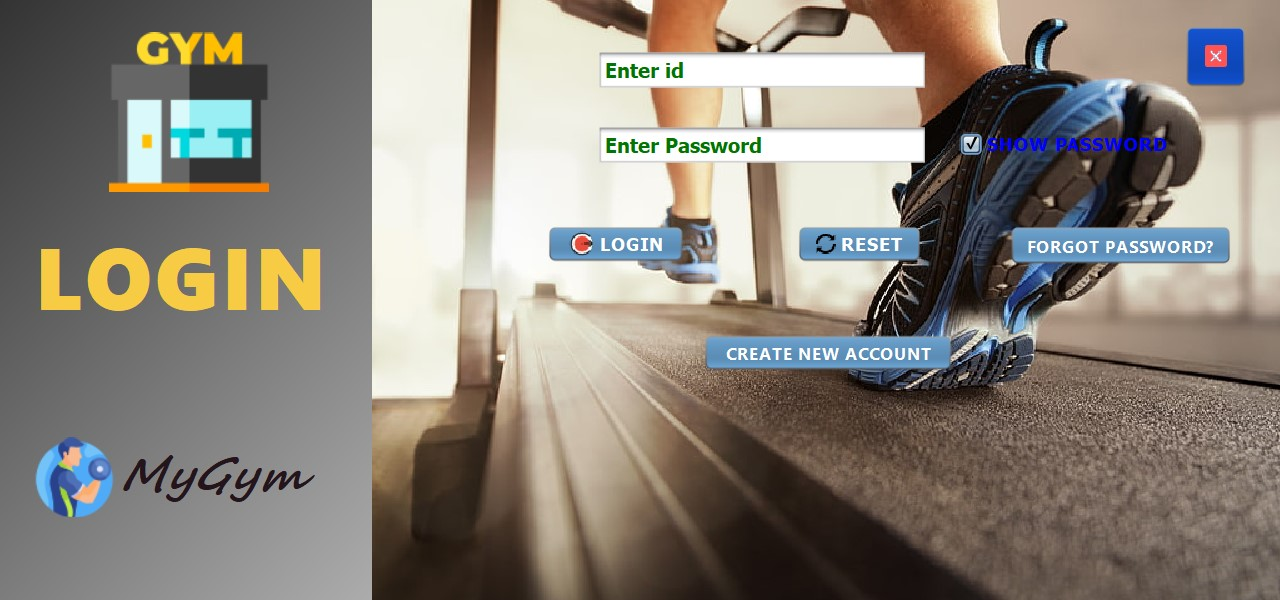 GYM
LOGIN
MyGym
Enter id
Enter Password
SHOW PASSWORD
LOGIN
RESET
FORGOT PASSWORD?
CREATE NEW ACCOUNT